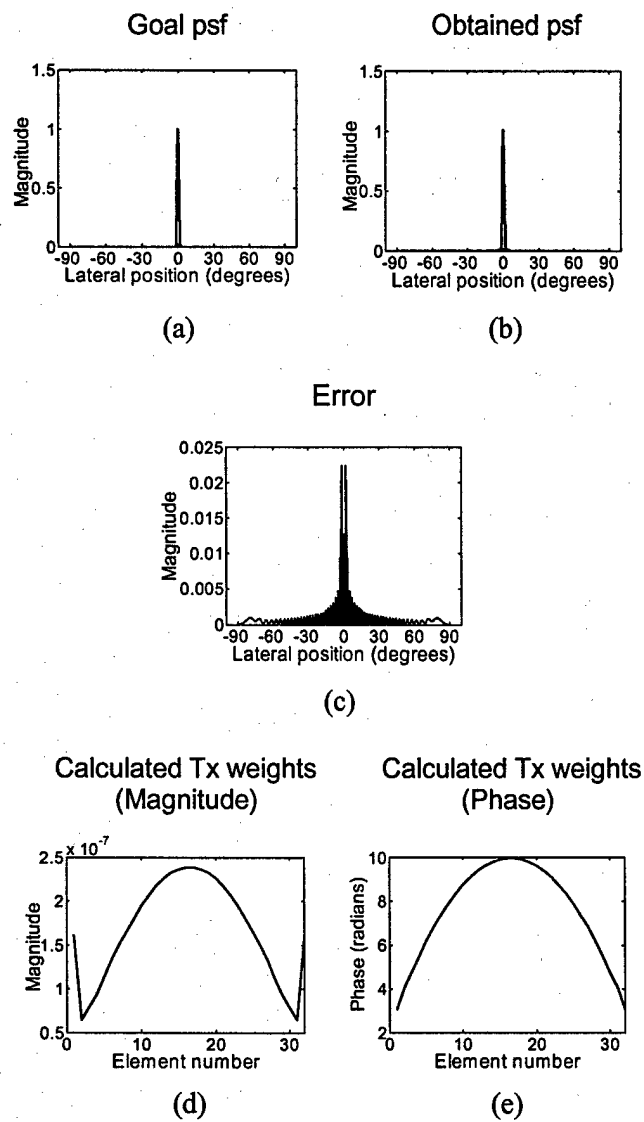 Goal psf
Obtained psf
1.5
1
0.5
0
Magnitude
-90 -60 -30 0 30 60 90
Lateral position (degrees)
(a)
1.5
1
0.5
0
Magnitude
-90 -60 -30 0 30 60 90
Lateral position (degrees)
(b)
Error
0.025
0.02
0.015
0.01
0.005
0
Magnitude
-90 -60 -30 0 30 60 90
Lateral position (degrees)
(c)
Calculated Tx weights
(Magnitude)
x 10^-7
2.5
2
1.5
1
0.5
Magnitude
0 10 20 30
Element number
(d)
Calculated Tx weights
(Phase)
10
8
6
4
2
Phase (radians)
0 10 20 30
Element number
(e)